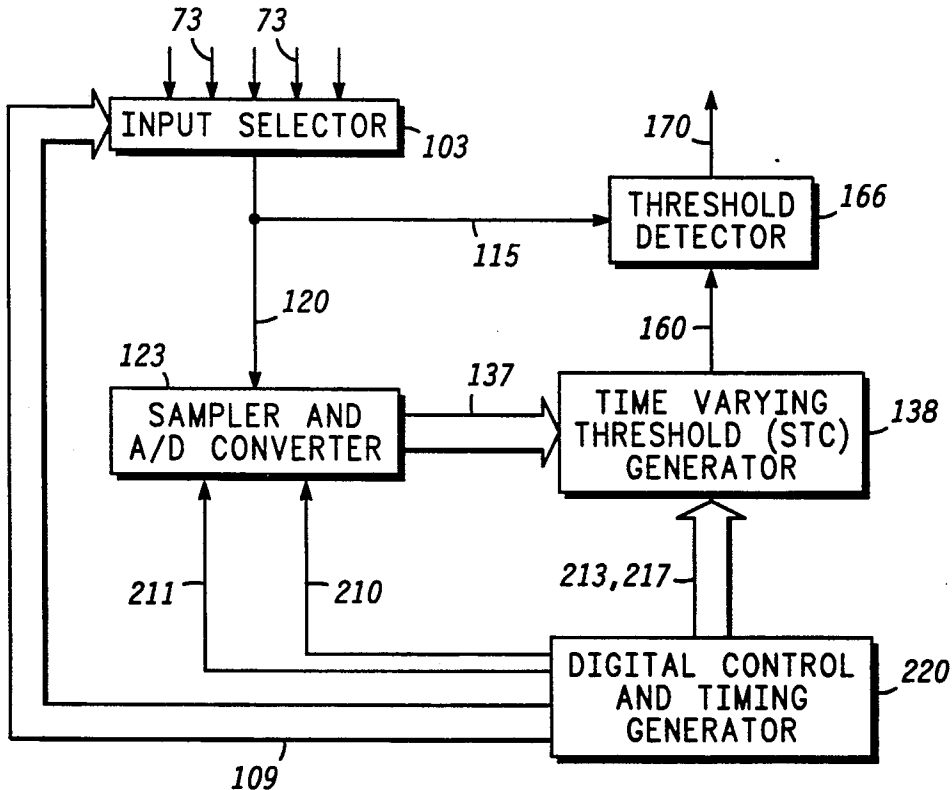 73
73
INPUT SELECTOR
103
170
THRESHOLD
DETECTOR
166
115
120
160
123
137
SAMPLER AND
A/D CONVERTER
TIME VARYING
THRESHOLD (STC)
GENERATOR
138
211
210
213,217
DIGITAL CONTROL
AND TIMING
GENERATOR
220
109